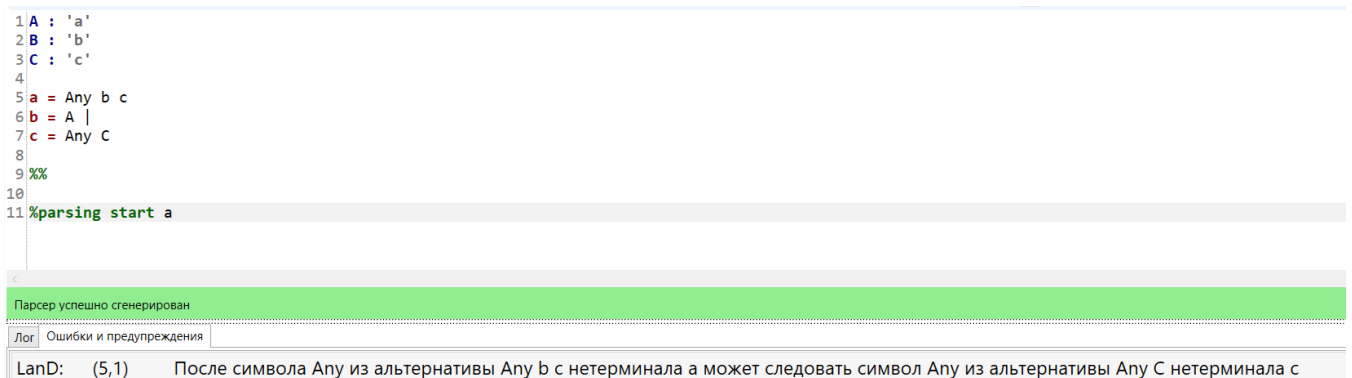 1 A : 'a'
2 B : 'b'
3 C : 'c'
4
5 a = Any b c
6 b = A |
7 c = Any C
8
9 %%
10
11 %parsing start a
Парсер успешно сгенерирован
Лог Ошибки и предупреждения
LanD: (5,1) После символа Any из альтернативы Any b c нетерминала a может следовать символ Any из альтернативы Any C нетерминала c